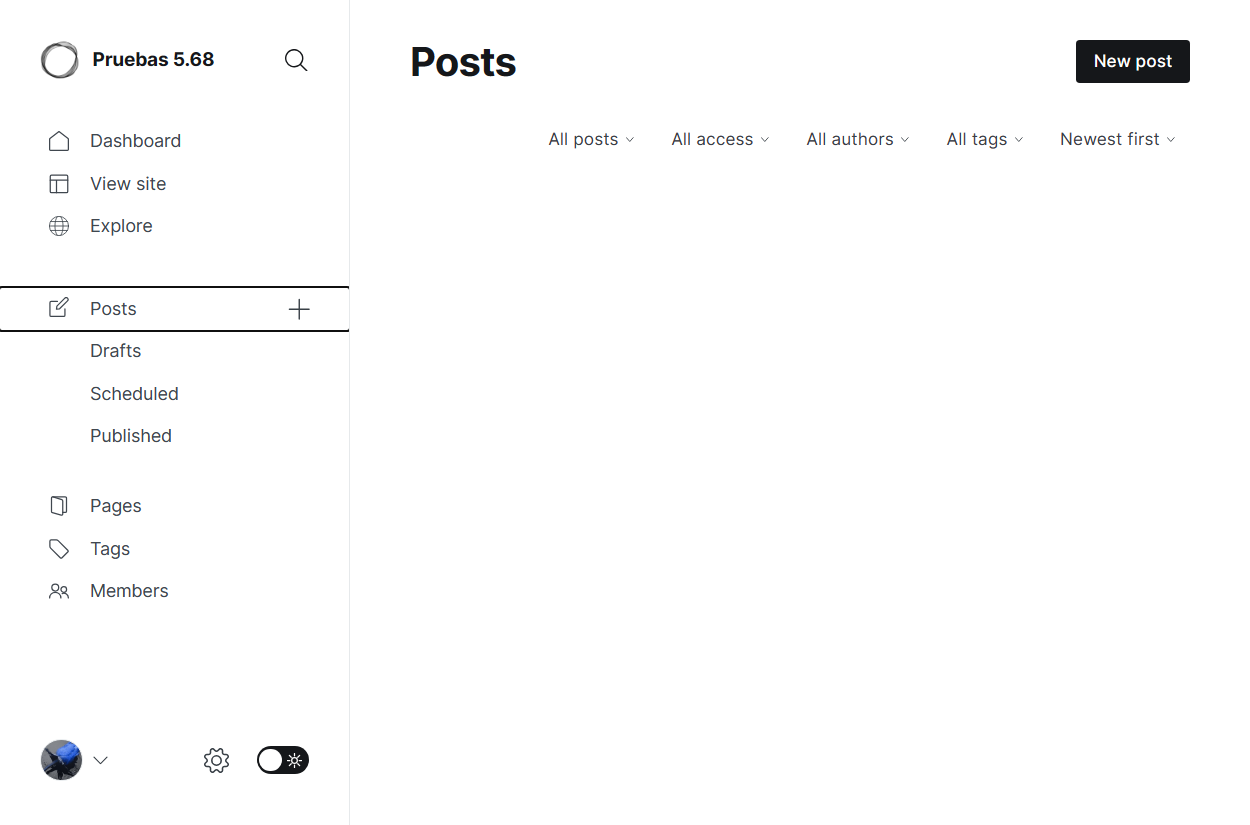 Pruebas 5.68
Dashboard
View site
Explore
Posts
Drafts
Scheduled
Published
Pages
Tags
Members
Posts
New post
All posts
All access
All authors
All tags
Newest first